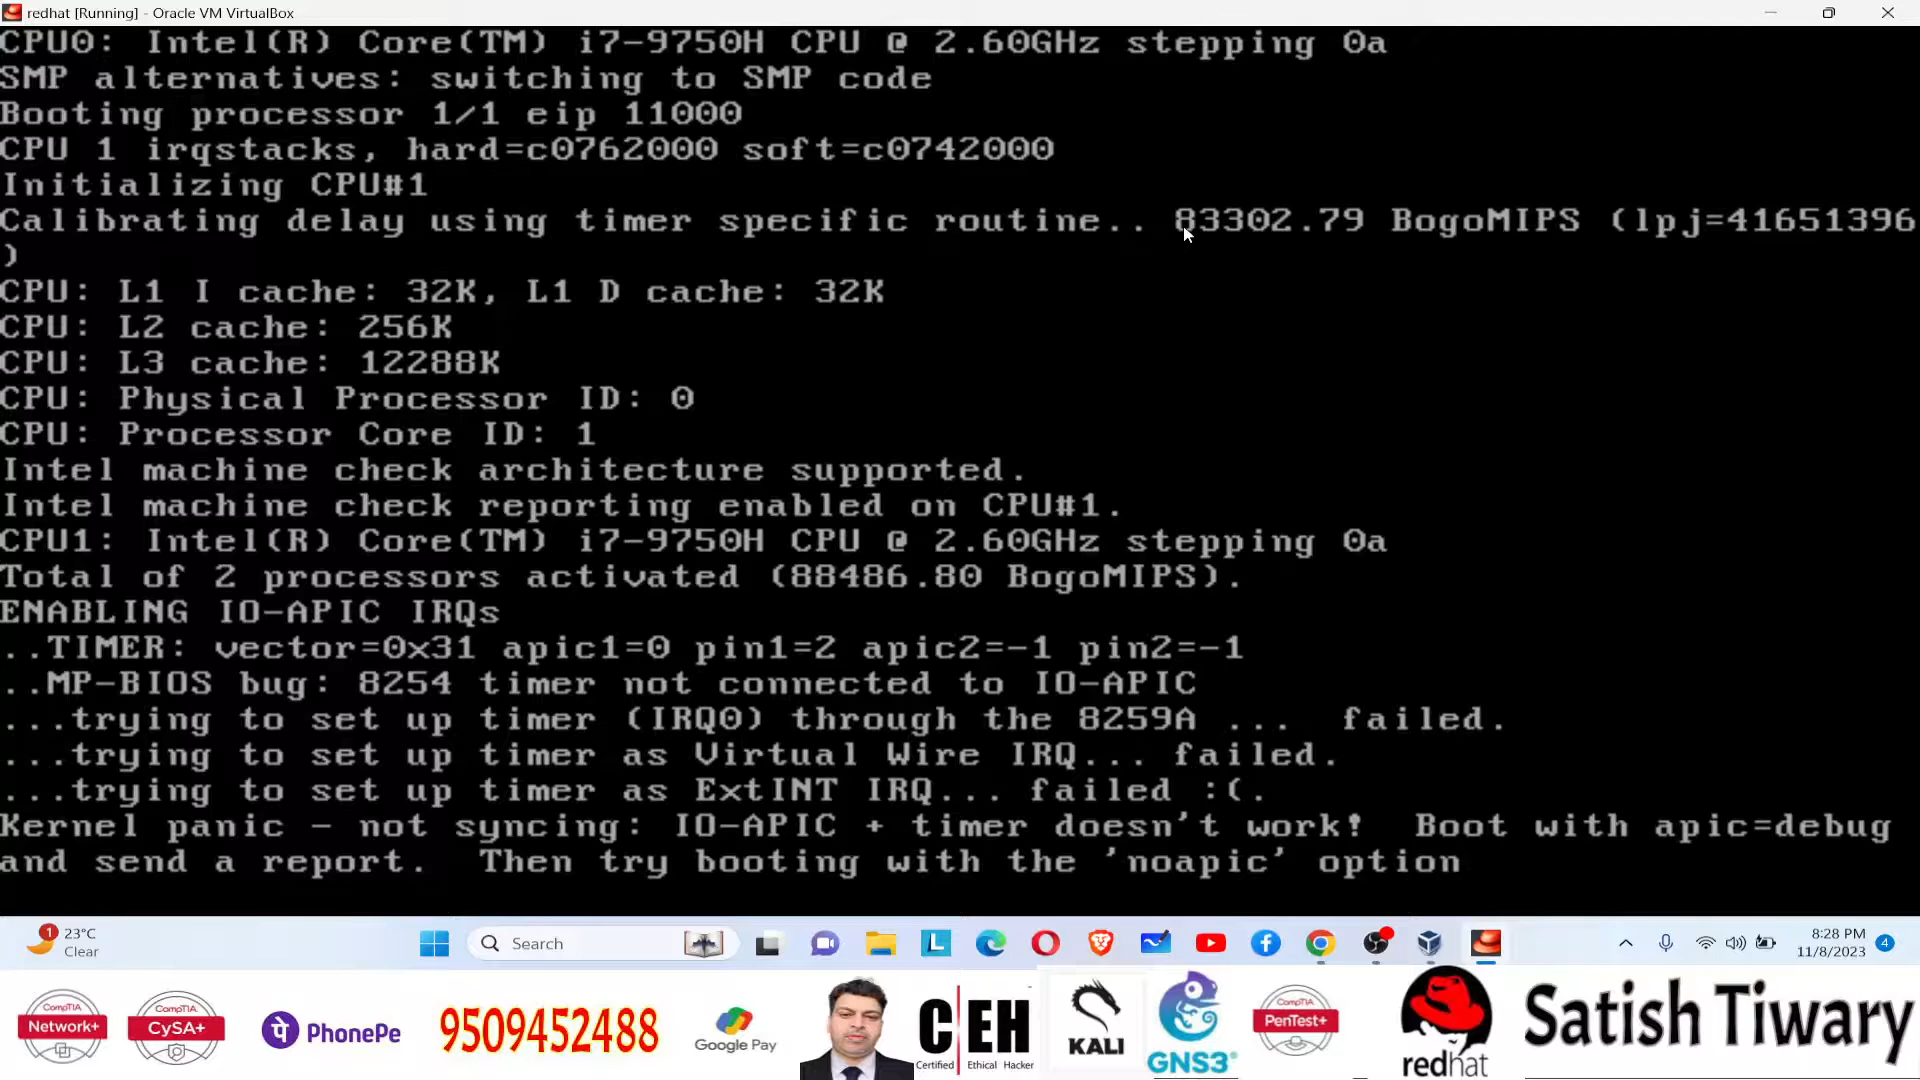 redhat [Running] - Oracle VM VirtualBox
CPU0: Intel(R) Core(TM) i7-9750H CPU @ 2.60GHz stepping 0a
SMP alternatives: switching to SMP code
Booting processor 1/1 eip 11000
CPU 1 irqstacks, hard=c0762000 soft=c0742000
Initializing CPU#1
Calibrating delay using timer specific routine.. 83302.79 BogoMIPS (lpj=41651396
)
CPU: L1 I cache: 32K, L1 D cache: 32K
CPU: L2 cache: 256K
CPU: L3 cache: 12288K
CPU: Physical Processor ID: 0
CPU: Processor Core ID: 1
Intel machine check architecture supported.
Intel machine check reporting enabled on CPU#1.
CPU1: Intel(R) Core(TM) i7-9750H CPU @ 2.60GHz stepping 0a
Total of 2 processors activated (88486.80 BogoMIPS).
ENABLING IO-APIC IRQs
..TIMER: vector=0x31 apic1=0 pin1=2 apic2=-1 pin2=-1
..MP-BIOS bug: 8254 timer not connected to IO-APIC
...trying to set up timer (IRQ0) through the 8259A ...  failed.
...trying to set up timer as Virtual Wire IRQ... failed.
...trying to set up timer as ExtINT IRQ... failed :(.
Kernel panic - not syncing: IO-APIC + timer doesn't work!  Boot with apic=debug
and send a report.  Then try booting with the 'noapic' option
1
23°C
Clear
Search
L
8:28 PM
11/8/2023
4
CompTIA
Network+
CompTIA
CySA+
PhonePe
9509452488
Google Pay
CEH
Certified Ethical Hacker
KALI
GNS3
CompTIA
PenTest+
redhat
Satish Tiwary